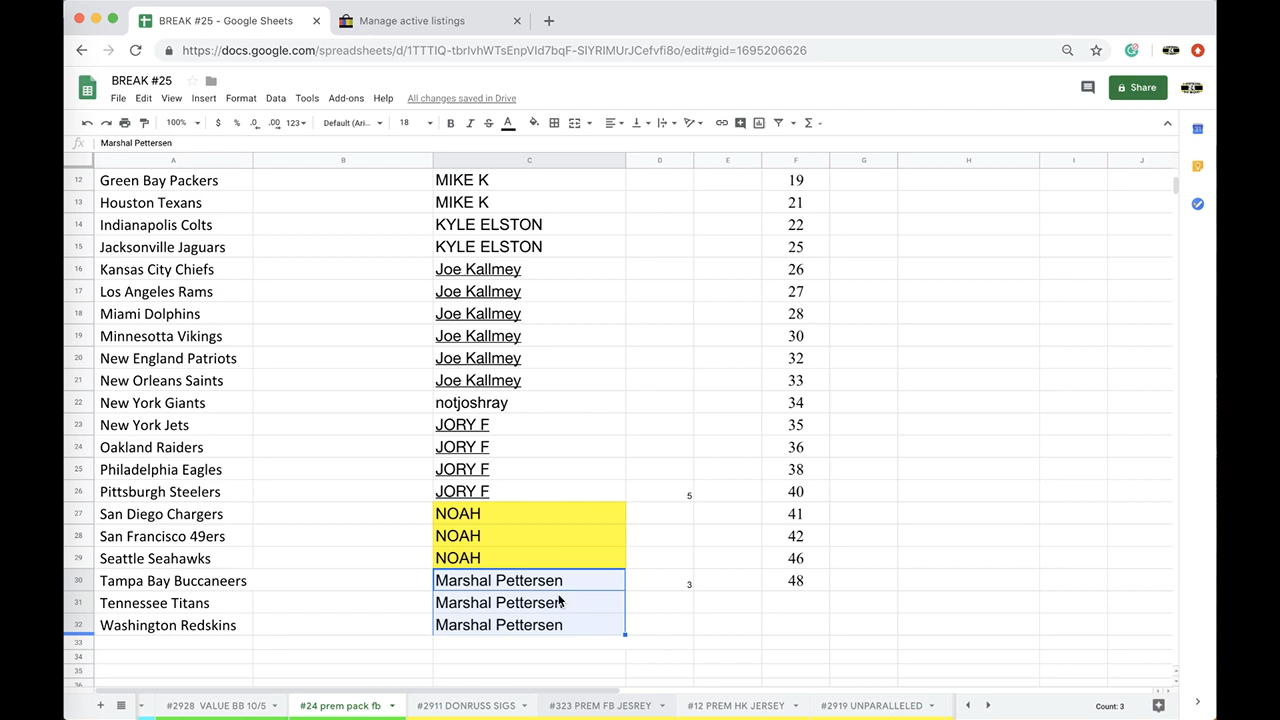 BREAK #25 - Google Sheets
Manage active listings
https://docs.google.com/spreadsheets/d/1TTTIQ-tbrIvhWTsEnpVId7bqF-SIYRIMUrJCefvfi8o/edit#gid=1695206626
BREAK #25
File Edit View Insert Format Data Tools Add-ons Help All changes saved in Drive
Share
100% $ % .0 .00 123 Default (Ari... 18 B I S A
fx Marshal Pettersen
A B C D E F G H I J
12 Green Bay Packers MIKE K 19
13 Houston Texans MIKE K 21
14 Indianapolis Colts KYLE ELSTON 22
15 Jacksonville Jaguars KYLE ELSTON 25
16 Kansas City Chiefs Joe Kallmey 26
17 Los Angeles Rams Joe Kallmey 27
18 Miami Dolphins Joe Kallmey 28
19 Minnesotta Vikings Joe Kallmey 30
20 New England Patriots Joe Kallmey 32
21 New Orleans Saints Joe Kallmey 33
22 New York Giants notjoshray 34
23 New York Jets JORY F 35
24 Oakland Raiders JORY F 36
25 Philadelphia Eagles JORY F 38
26 Pittsburgh Steelers JORY F 5 40
27 San Diego Chargers NOAH 41
28 San Francisco 49ers NOAH 42
29 Seattle Seahawks NOAH 46
30 Tampa Bay Buccaneers Marshal Pettersen 3 48
31 Tennessee Titans Marshal Pettersen
32 Washington Redskins Marshal Pettersen
33
34
35
36
#2928 VALUE BB 10/5 #24 prem pack fb #2911 DONRUSS SIGS #323 PREM FB JESREY #12 PREM HK JERSEY #2919 UNPARALLELED Count: 3